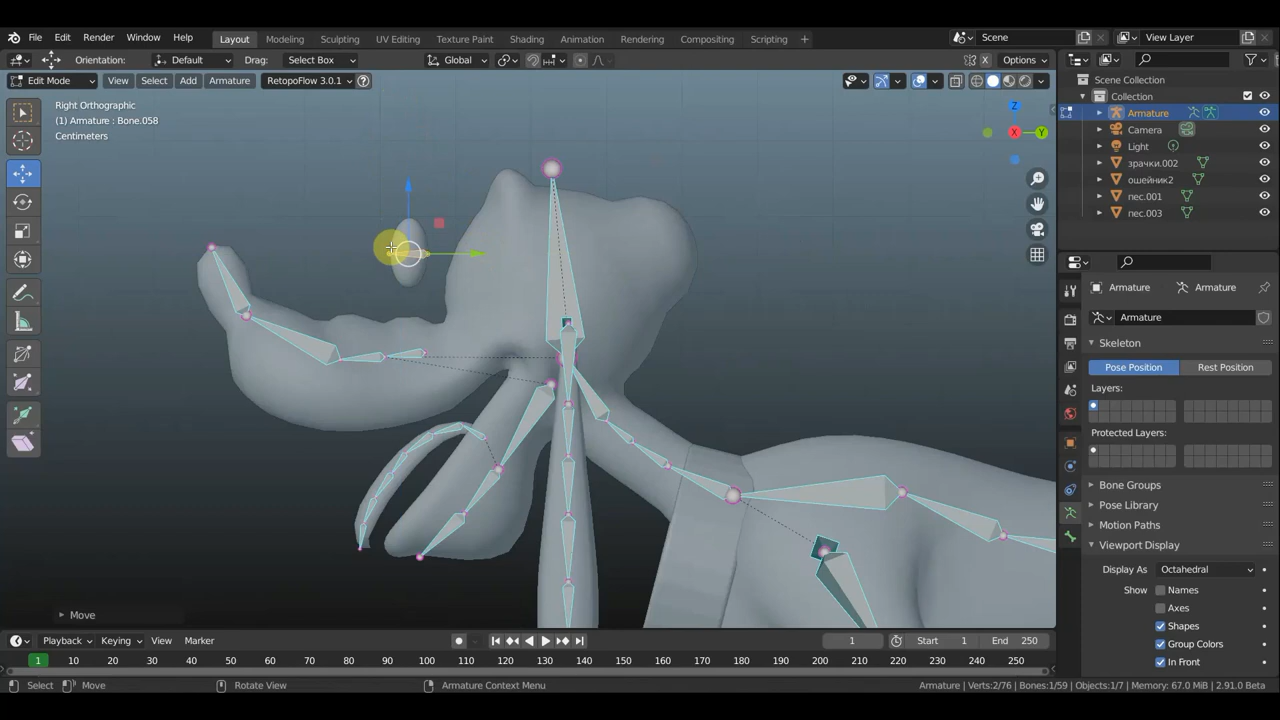 File Edit Render Window Help Layout Modeling Sculpting UV Editing Texture Paint Shading Animation Rendering Compositing Scripting + Scene View Layer
Orientation: Default Drag: Select Box Global Options
Edit Mode View Select Add Armature RetopoFlow 3.0.1 ?
Right Orthographic
(1) Armature : Bone.058
Centimeters
Z
X
Y
Scene Collection
Collection
Armature
Camera
Light
зрачки.002
ошейник2
пес.001
пес.003
Armature Armature
Armature
Skeleton
Pose Position Rest Position
Layers:
Protected Layers:
Bone Groups
Pose Library
Motion Paths
Viewport Display
Display As Octahedral
Show Names
Axes
Shapes
Group Colors
In Front
Move
Playback Keying View Marker 1 Start 1 End 250
1 10 20 30 40 50 60 70 80 90 100 110 120 130 140 150 160 170 180 190 200 210 220 230 240 250
Select Move Rotate View Armature Context Menu Armature | Verts:2/76 | Bones:1/59 | Objects:1/7 | Memory: 67.0 MiB | 2.91.0 Beta